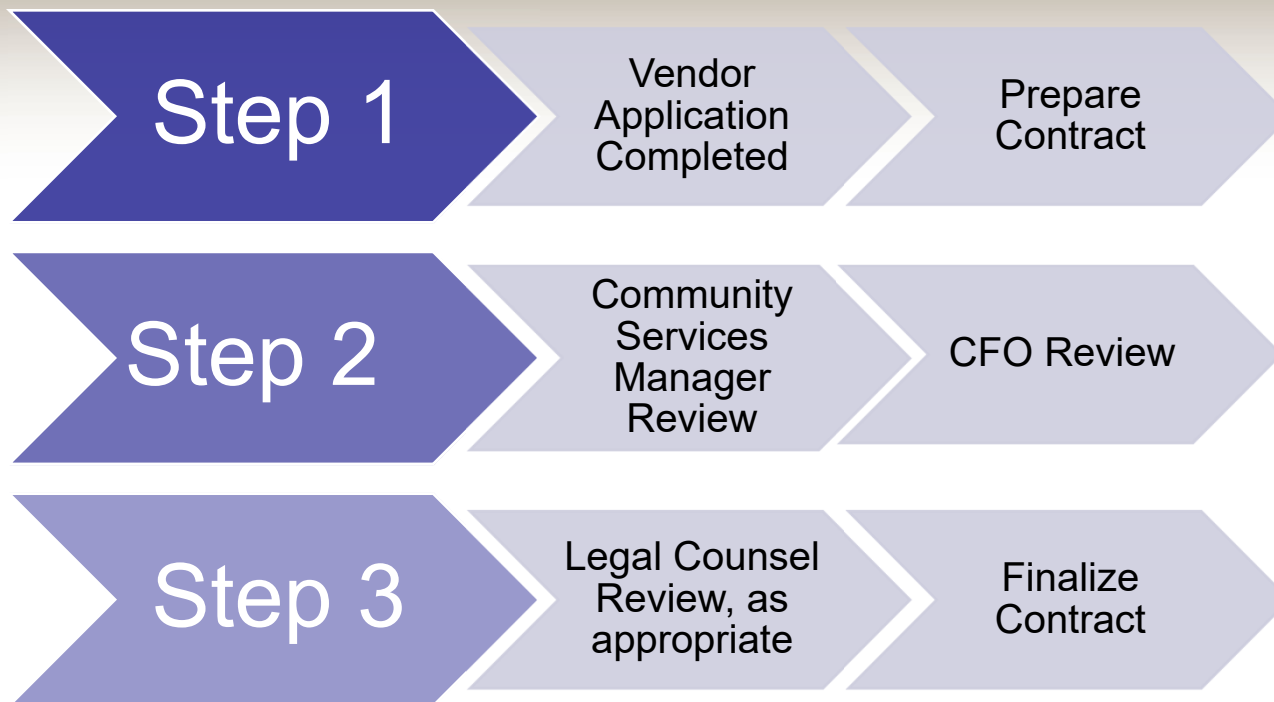 Step 1
Vendor
Application
Completed
Prepare
Contract
Step 2
Community
Services
Manager
Review
CFO Review
Step 3
Legal Counsel
Review, as
appropriate
Finalize
Contract